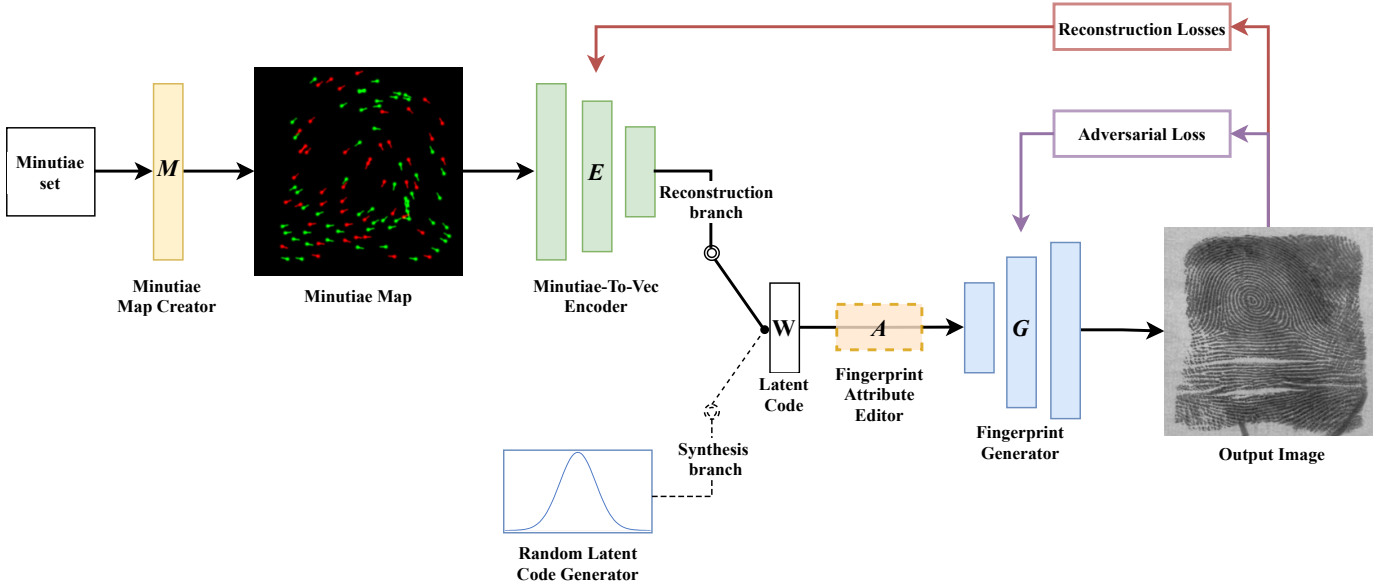 Reconstruction Losses
Adversarial Loss
Minutiae
set
M
E
Reconstruction
branch
Minutiae
Map Creator
Minutiae Map
Minutiae-To-Vec
Encoder
W
A
G
Latent
Code
Fingerprint
Attribute
Editor
Fingerprint
Generator
Output Image
Synthesis
branch
Random Latent
Code Generator